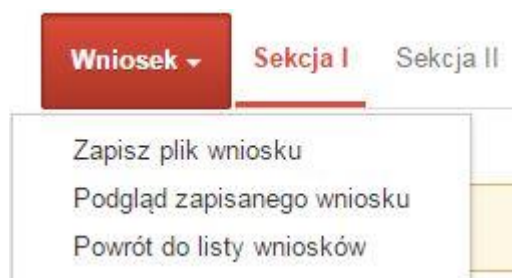 Wniosek Sekcja I Sekcja II
Zapisz plik wniosku
Podgląd zapisanego wniosku
Powrót do listy wniosków